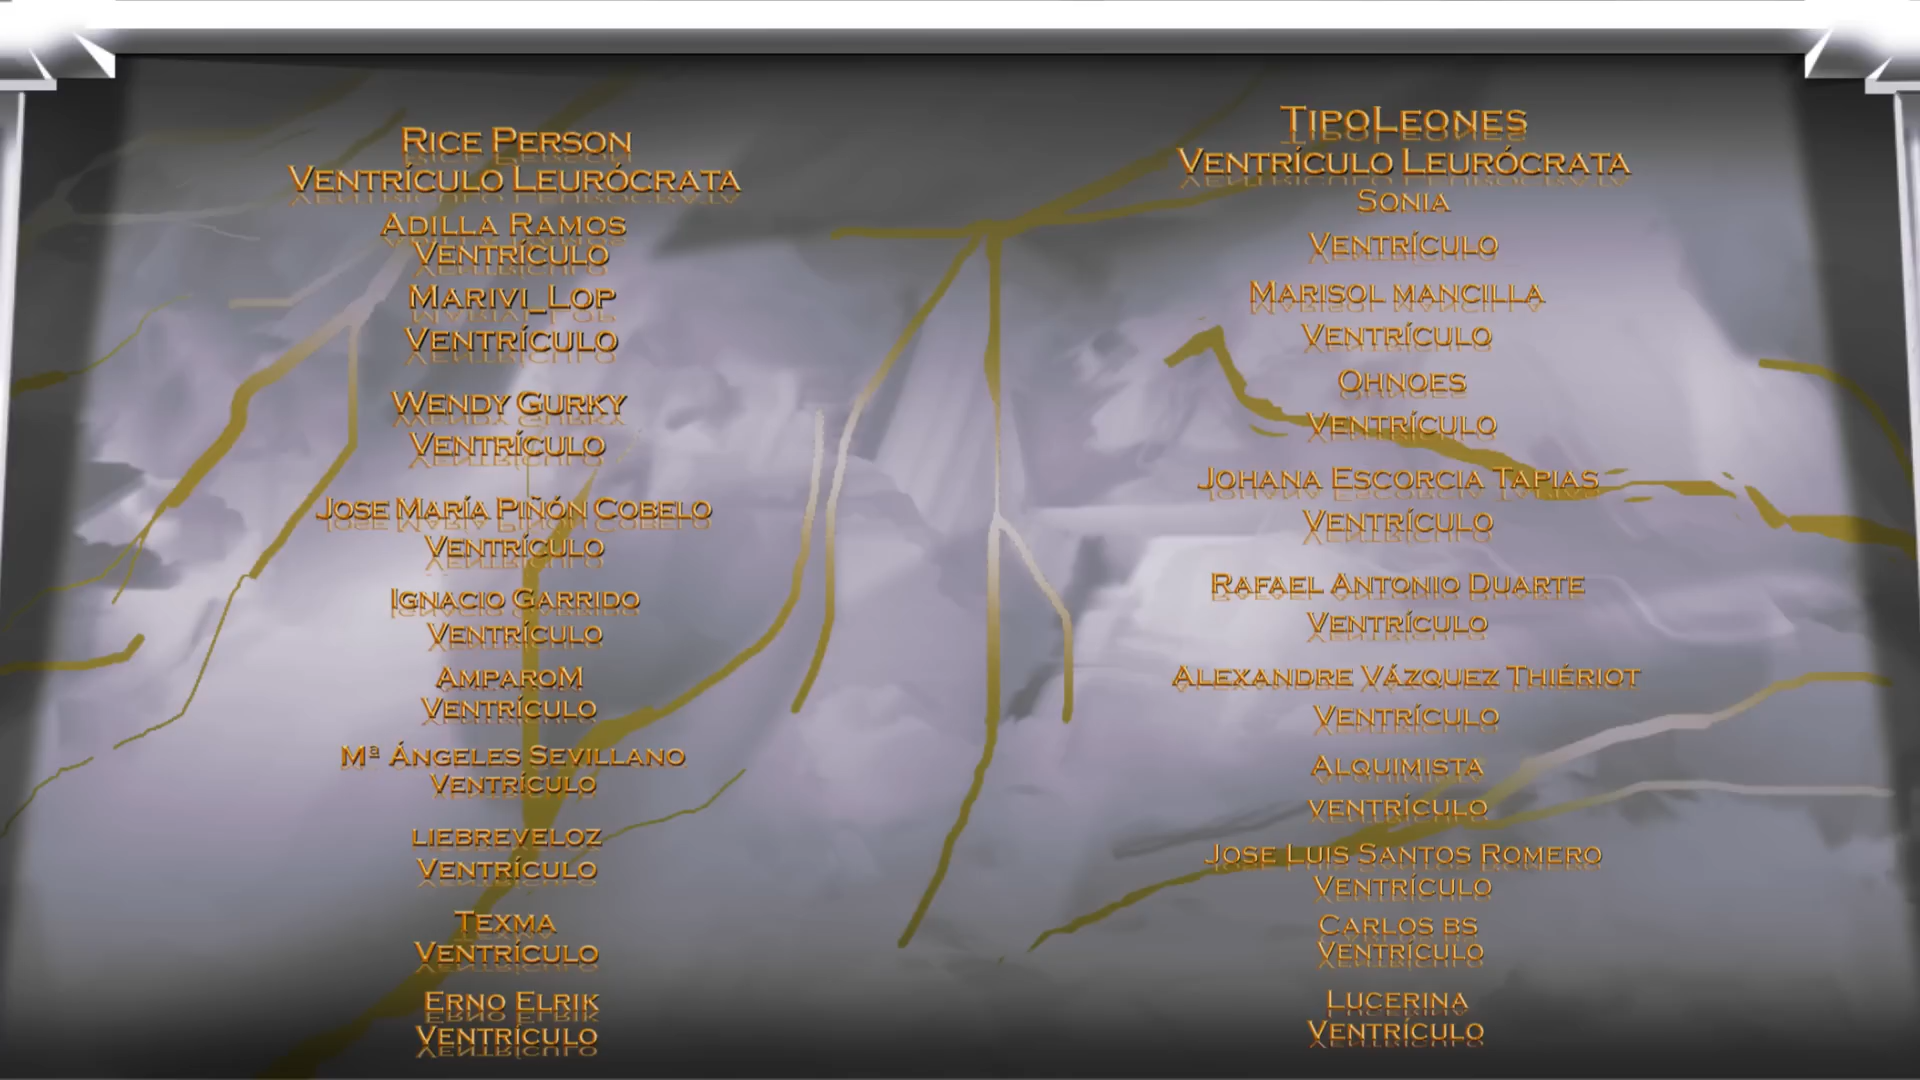 Rice Person
Ventrículo Leurócrata
Adilla Ramos
Ventrículo
Marivi_Lop
Ventrículo
Wendy Gurky
Ventrículo
Jose María Piñón Cobelo
Ventrículo
Ignacio Garrido
Ventrículo
AmparoM
Ventrículo
Mª Ángeles Sevillano
Ventrículo
liebreveloz
Ventrículo
Texma
Ventrículo
Erno Elrik
Ventrículo
TipoLeones
Ventrículo Leurócrata
Sonia
Ventrículo
Marisol mancilla
Ventrículo
Ohnoes
Ventrículo
Johana Escorcia Tapias
Ventrículo
Rafael Antonio Duarte
Ventrículo
Alexandre Vázquez Thiériot
Ventrículo
Alquimista
ventrículo
Jose Luis Santos Romero
Ventrículo
Carlos bs
Ventrículo
Lucerina
Ventrículo